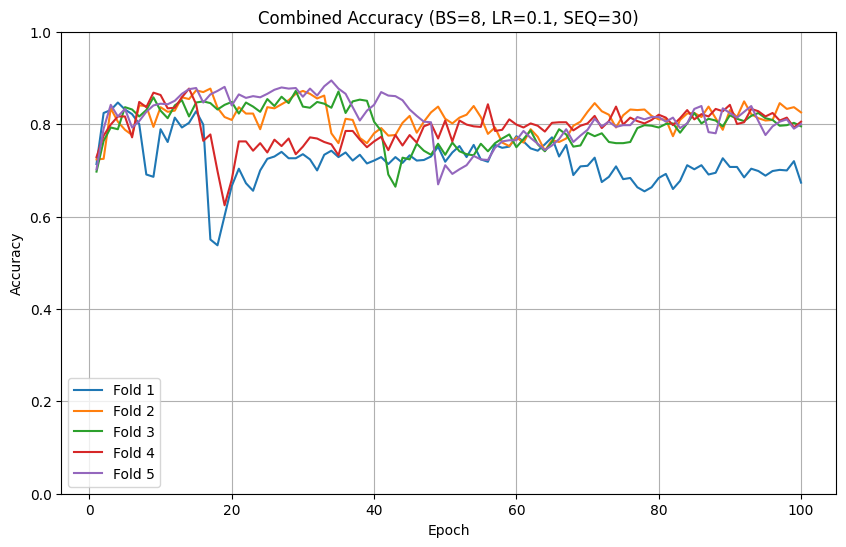 Combined Accuracy (BS=8, LR=0.1, SEQ=30)
1.0
0.8
0.6
0.4
0.2
0.0
Accuracy
Fold 1
Fold 2
Fold 3
Fold 4
Fold 5
0 20 40 60 80 100
Epoch